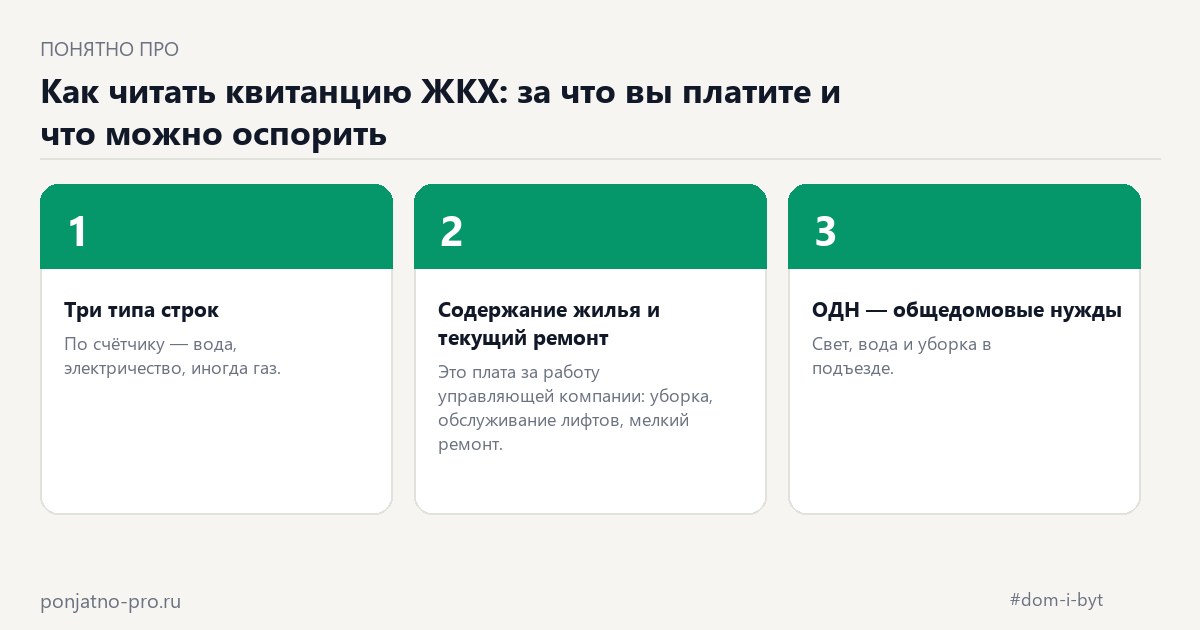 ПОНЯТНО ПРО
Как читать квитанцию ЖКХ: за что вы платите и
что можно оспорить
1
Три типа строк
По счётчику — вода,
электричество, иногда газ.
2
Содержание жилья и
текущий ремонт
Это плата за работу
управляющей компании: уборка,
обслуживание лифтов, мелкий
ремонт.
3
ОДН — общедомовые нужды
Свет, вода и уборка в
подъезде.
ponjatno-pro.ru
#dom-i-byt